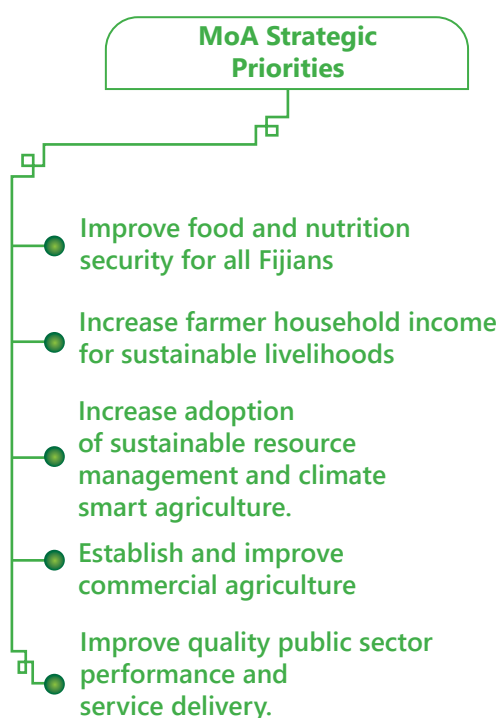 MoA Strategic
Priorities
Improve food and nutrition
security for all Fijians
Increase farmer household income
for sustainable livelihoods
Increase adoption
of sustainable resource
management and climate
smart agriculture.
Establish and improve
commercial agriculture
Improve quality public sector
performance and
service delivery.